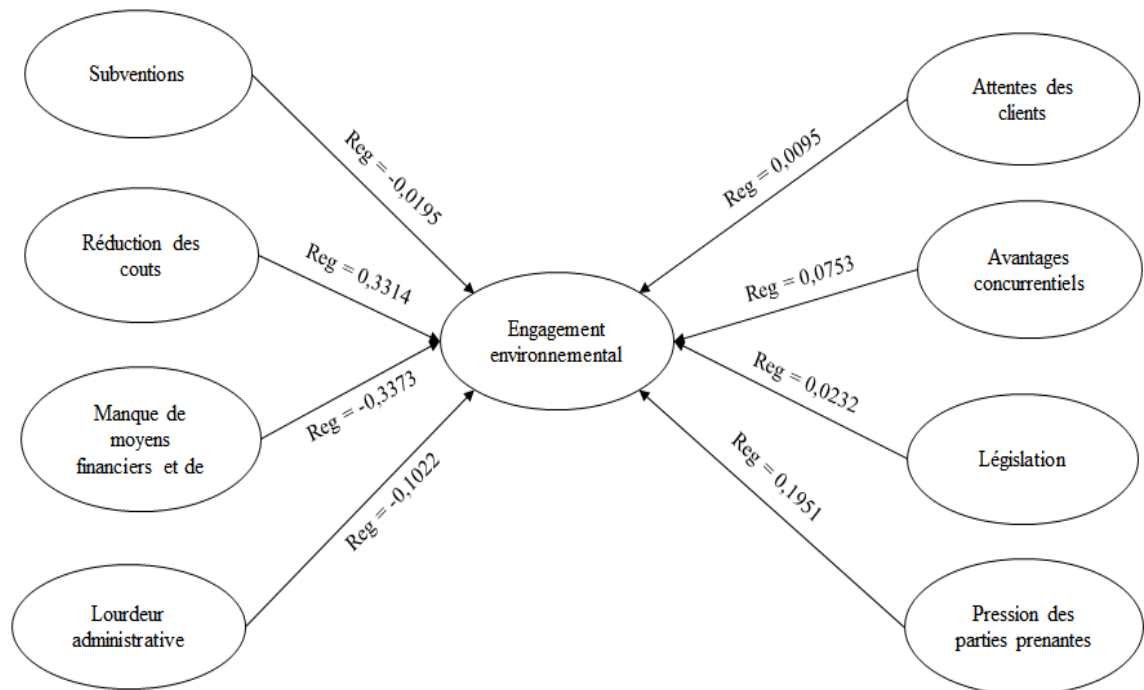 Subventions
Reg = -0,0195
Réduction des
couts
Reg = 0,3314
Manque de
moyens
financiers et de
Reg = -0,3373
Lourdeur
administrative
Reg = -0,1022
Engagement
environnemental
Attentes des
clients
Reg = 0,0095
Avantages
concurrentiels
Reg = 0,0753
Législation
Reg = 0,0232
Pression des
parties prenantes
Reg = 0,1951